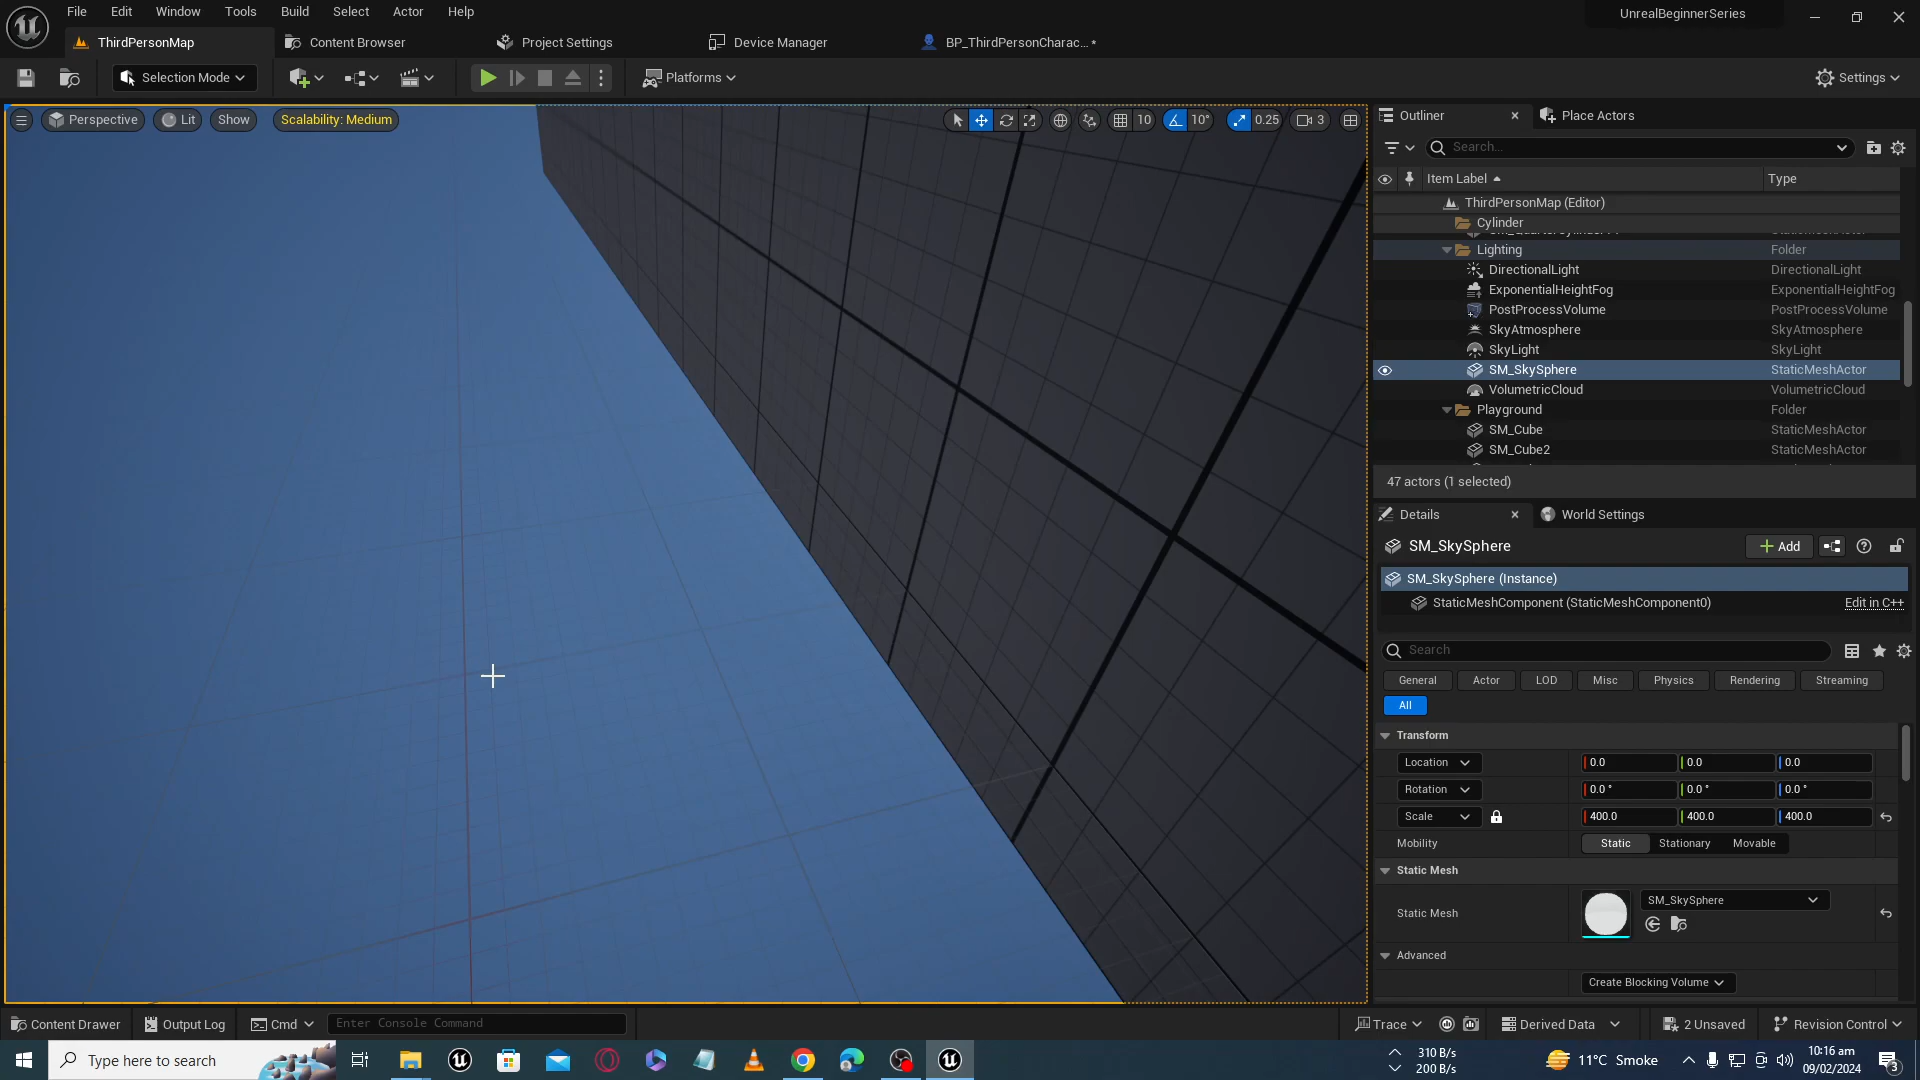 File Edit Window Tools Build Select Actor Help
UnrealBeginnerSeries
ThirdPersonMap Content Browser Project Settings Device Manager BP_ThirdPersonCharac... *
Selection Mode Platforms Settings
Perspective Lit Show Scalability: Medium 10 10° 0.25 3
Outliner Place Actors
Search...
Item Label Type
ThirdPersonMap (Editor)
Cylinder
Lighting Folder
DirectionalLight DirectionalLight
ExponentialHeightFog ExponentialHeightFog
PostProcessVolume PostProcessVolume
SkyAtmosphere SkyAtmosphere
SkyLight SkyLight
SM_SkySphere StaticMeshActor
VolumetricCloud VolumetricCloud
Playground Folder
SM_Cube StaticMeshActor
SM_Cube2 StaticMeshActor
47 actors (1 selected)
Details World Settings
SM_SkySphere Add
SM_SkySphere (Instance)
StaticMeshComponent (StaticMeshComponent0) Edit in C++
Search
General Actor LOD Misc Physics Rendering Streaming
All
Transform
Location 0.0 0.0 0.0
Rotation 0.0 ° 0.0 ° 0.0 °
Scale 400.0 400.0 400.0
Mobility Static Stationary Movable
Static Mesh
Static Mesh SM_SkySphere
Advanced
Create Blocking Volume
Content Drawer Output Log Cmd Enter Console Command Trace Derived Data 2 Unsaved Revision Control
Type here to search
310 B/s
200 B/s
11°C Smoke
10:16 am
09/02/2024
3